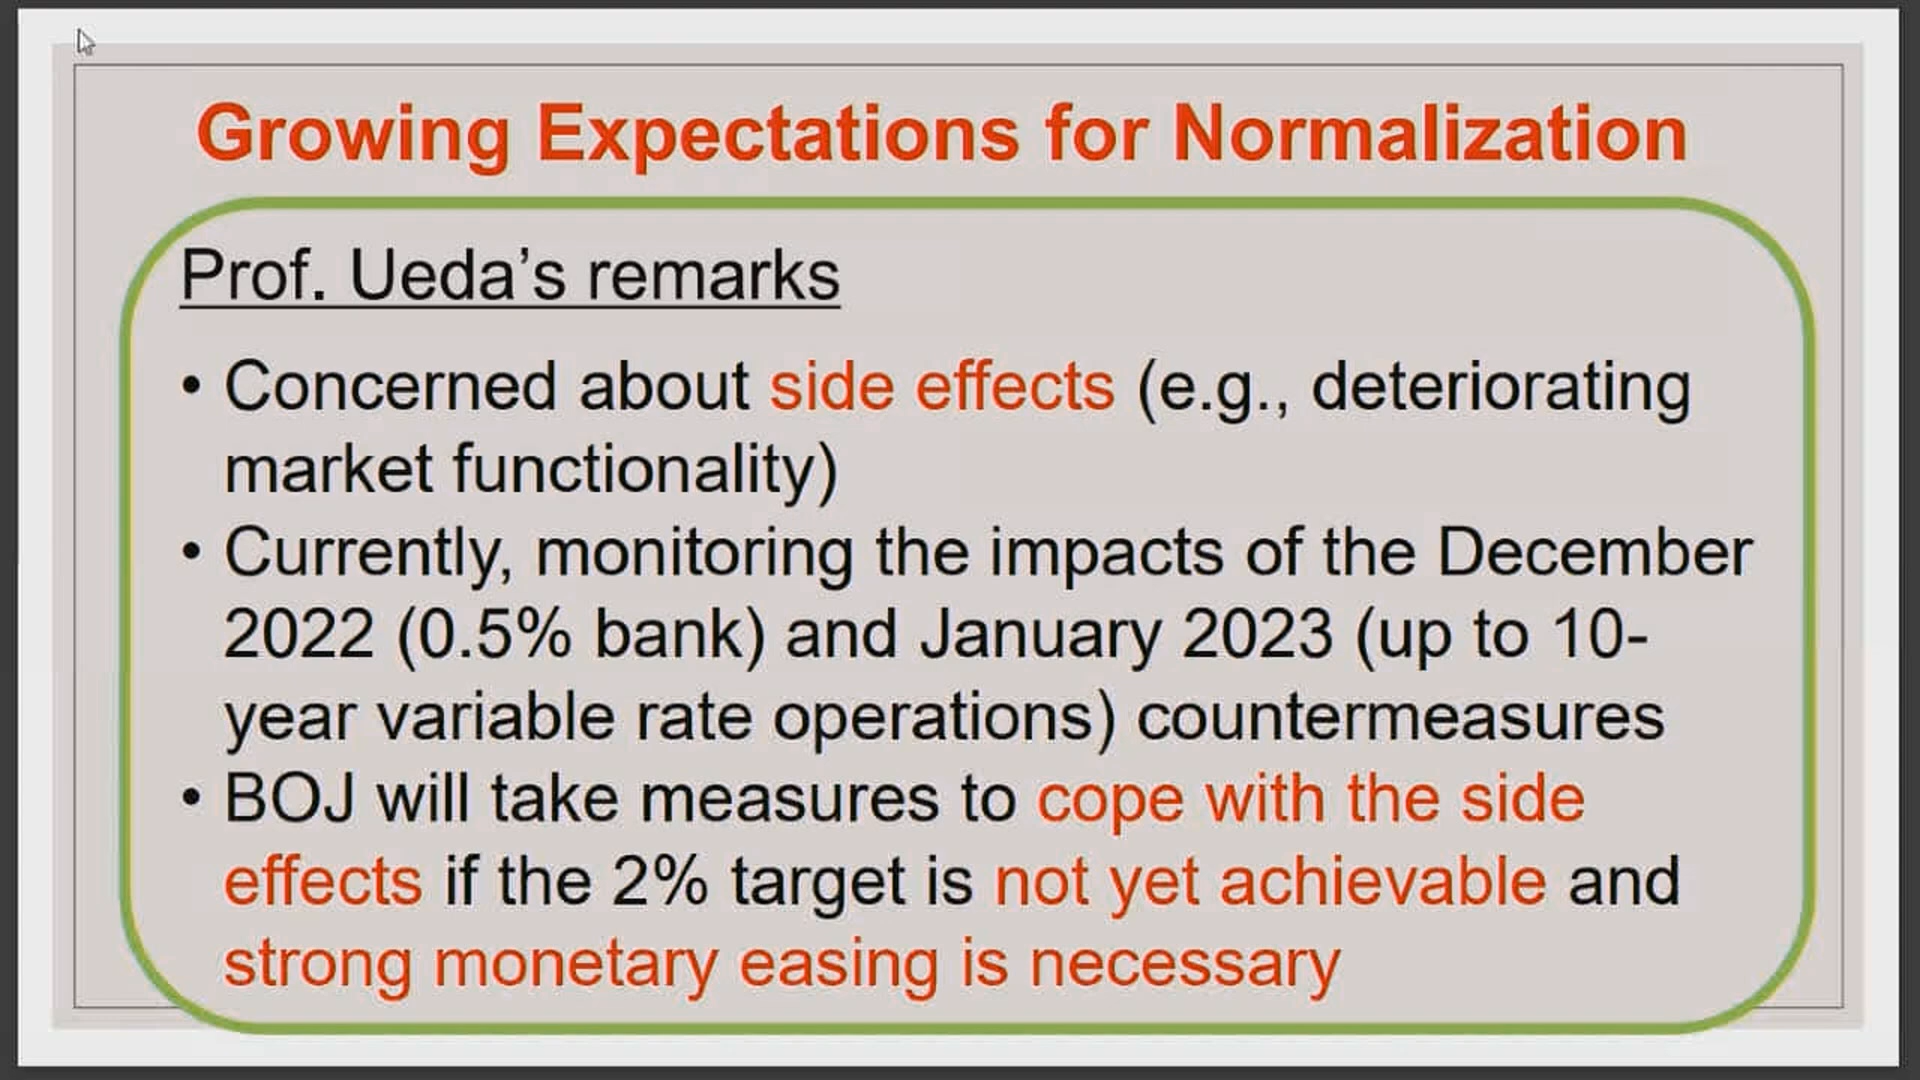 Growing Expectations for Normalization
Prof. Ueda’s remarks
• Concerned about side effects (e.g., deteriorating
market functionality)
• Currently, monitoring the impacts of the December
2022 (0.5% bank) and January 2023 (up to 10-
year variable rate operations) countermeasures
• BOJ will take measures to cope with the side
effects if the 2% target is not yet achievable and
strong monetary easing is necessary